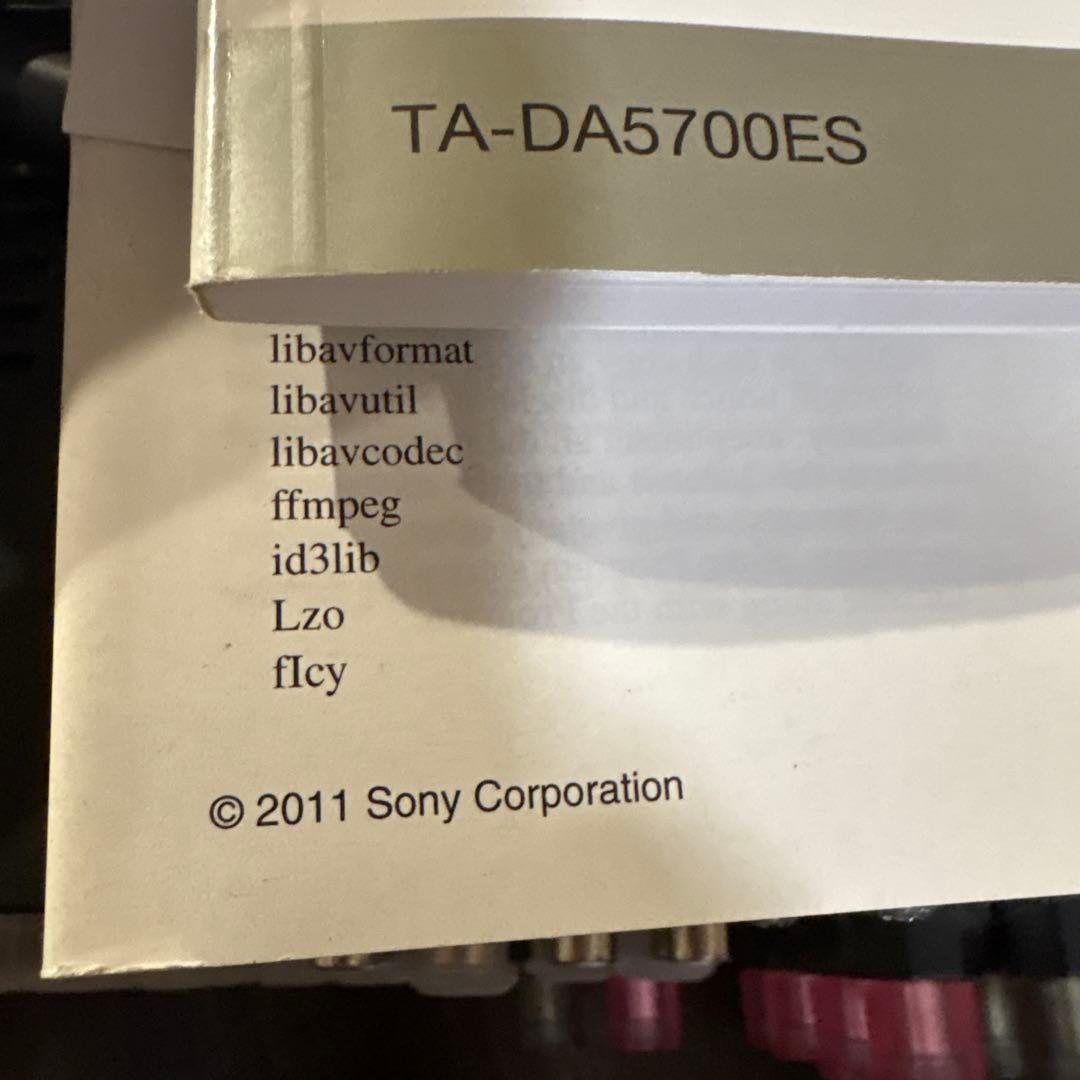 TA-DA5700ES
libavformat
libavutil
libavcodec
ffmpeg
id3lib
Lzo
fIcy
© 2011 Sony Corporation